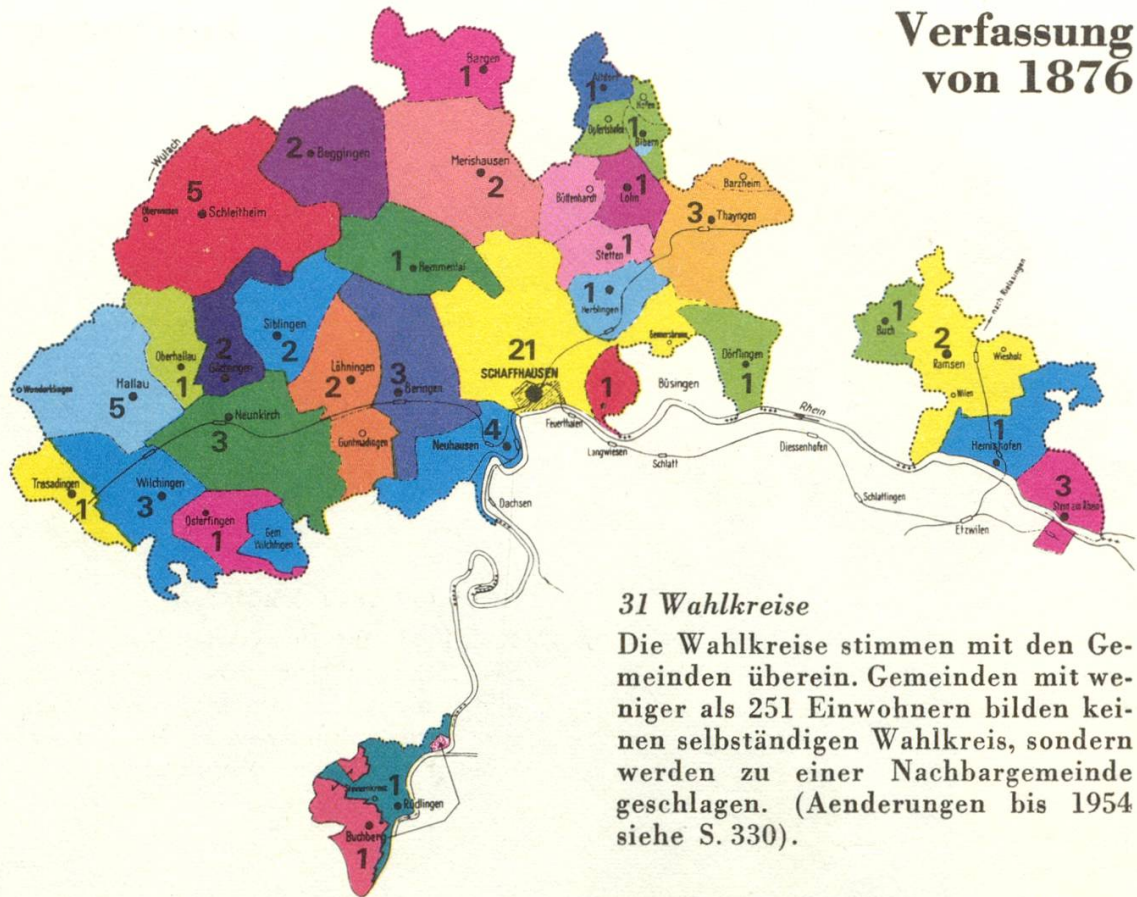 Verfassung
von 1876
Bargen
1
Altdorf
1
Hofen
Opfertshofen
1
Bibern
2
Beggingen
Merishausen
2
Wutach
5
Schleitheim
Oberwiesen
Büttenhardt
1
Lohn
Barzheim
3
Thayngen
Stetten
1
1
Hemmental
1
Herblingen
nach Rielasingen
Siblingen
2
2
Gächlingen
Oberhallau
1
Löhningen
2
3
Beringen
21
SCHAFFHAUSEN
1
Büsingen
Dörflingen
1
1
Buch
2
Ramsen
Wiesholz
Wilen
Wunderklingen
Hallau
5
Neunkirch
3
Guntmadingen
Neuhausen
4
Feuerthalen
Langwiesen
Schlatt
Rhein
Diessenhofen
1
Hemishofen
3
Stein am Rhein
Trasadingen
1
Wilchingen
3
Osterfingen
1
Gem.
Wilchingen
Dachsen
Schlattingen
Etzwilen
31 Wahlkreise
Die Wahlkreise stimmen mit den Ge-
meinden überein. Gemeinden mit we-
niger als 251 Einwohnern bilden kei-
nen selbständigen Wahlkreis, sondern
werden zu einer Nachbargemeinde
geschlagen. (Aenderungen bis 1954
siehe S. 330).
1
Rüdlingen
Buchberg
1